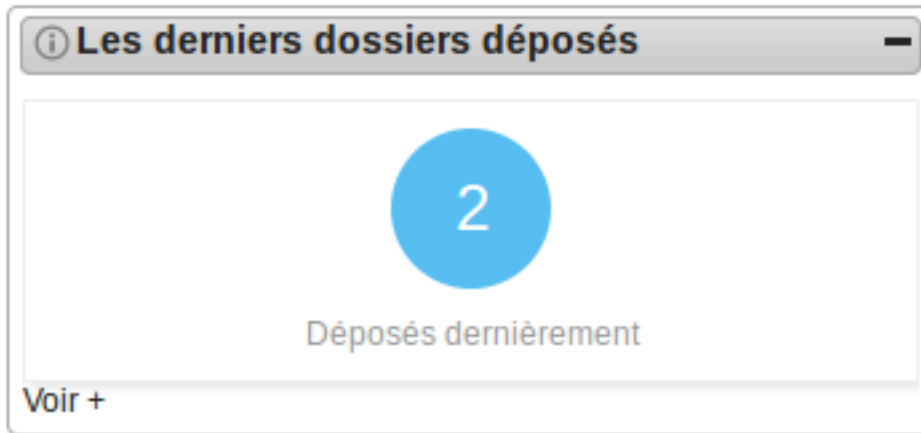 Les derniers dossiers déposés
2
Déposés dernièrement
Voir +